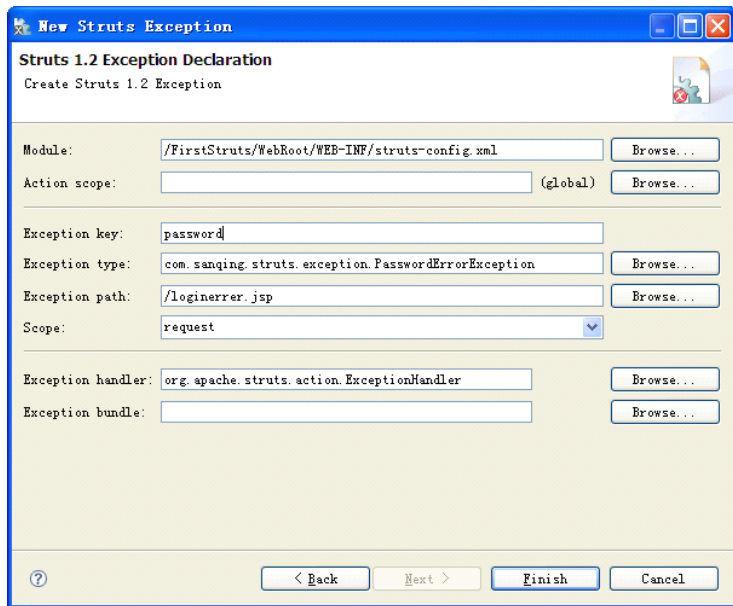 New Struts Exception
Struts 1.2 Exception Declaration
Create Struts 1.2 Exception
Module: /FirstStruts/WebRoot/WEB-INF/struts-config.xml Browse...
Action scope: (global) Browse...
Exception key: password
Exception type: com.sanqing.struts.exception.PasswordErrorException Browse...
Exception path: /loginerrer.jsp Browse...
Scope: request
Exception handler: org.apache.struts.action.ExceptionHandler Browse...
Exception bundle: Browse...
? < Back Next > Finish Cancel